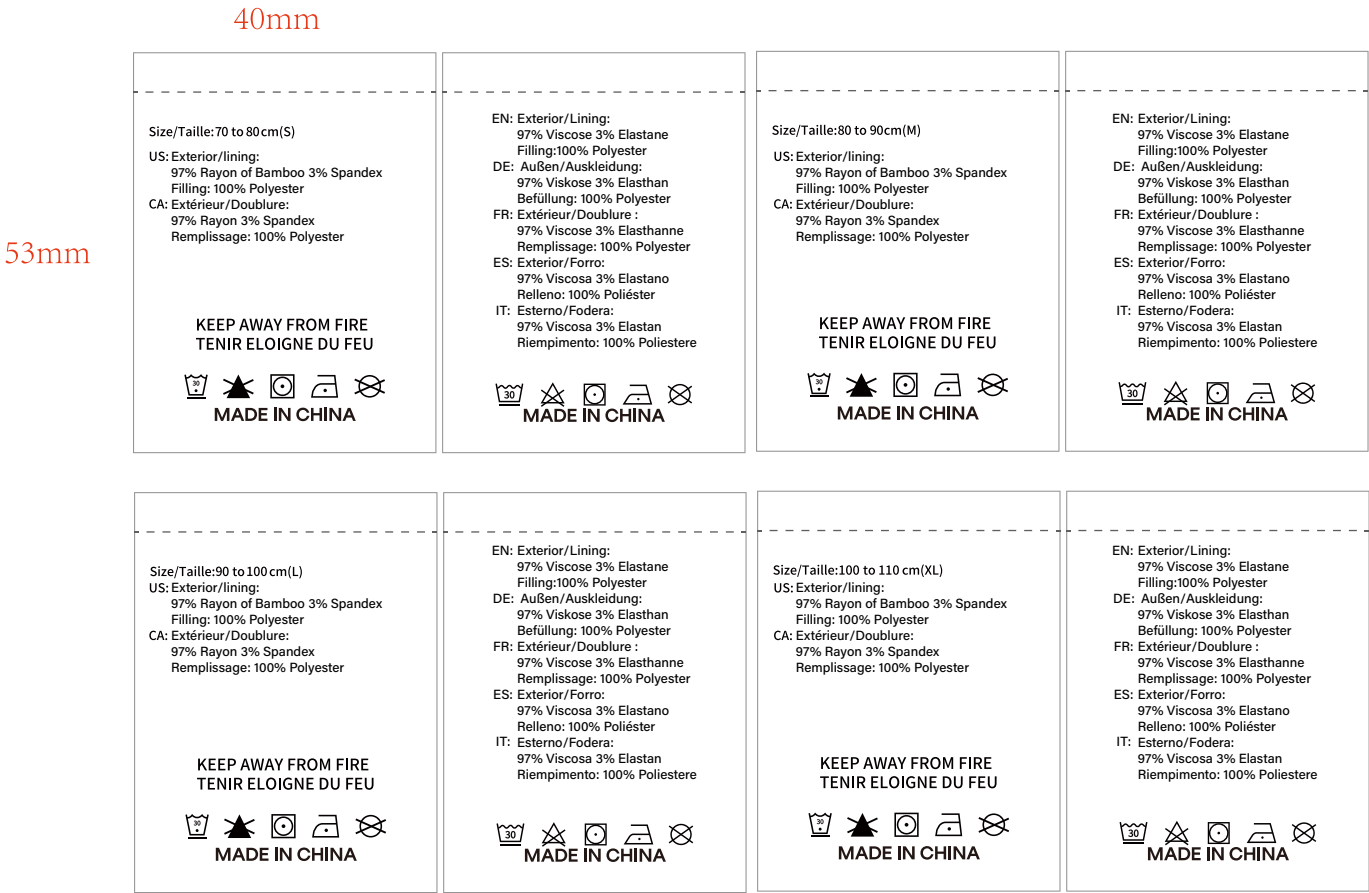 40mm
53mm
Size/Taille:70 to 80cm(S)
US: Exterior/lining:
97% Rayon of Bamboo 3% Spandex
Filling: 100% Polyester
CA: Extérieur/Doublure:
97% Rayon 3% Spandex
Remplissage: 100% Polyester
KEEP AWAY FROM FIRE
TENIR ELOIGNE DU FEU
30
MADE IN CHINA
EN: Exterior/Lining:
97% Viscose 3% Elastane
Filling:100% Polyester
DE: Außen/Auskleidung:
97% Viskose 3% Elasthan
Befüllung: 100% Polyester
FR: Extérieur/Doublure :
97% Viscose 3% Elasthanne
Remplissage: 100% Polyester
ES: Exterior/Forro:
97% Viscosa 3% Elastano
Relleno: 100% Poliéster
IT: Esterno/Fodera:
97% Viscosa 3% Elastan
Riempimento: 100% Poliestere
30
MADE IN CHINA
Size/Taille:80 to 90cm(M)
US: Exterior/lining:
97% Rayon of Bamboo 3% Spandex
Filling: 100% Polyester
CA: Extérieur/Doublure:
97% Rayon 3% Spandex
Remplissage: 100% Polyester
KEEP AWAY FROM FIRE
TENIR ELOIGNE DU FEU
30
MADE IN CHINA
EN: Exterior/Lining:
97% Viscose 3% Elastane
Filling:100% Polyester
DE: Außen/Auskleidung:
97% Viskose 3% Elasthan
Befüllung: 100% Polyester
FR: Extérieur/Doublure :
97% Viscose 3% Elasthanne
Remplissage: 100% Polyester
ES: Exterior/Forro:
97% Viscosa 3% Elastano
Relleno: 100% Poliéster
IT: Esterno/Fodera:
97% Viscosa 3% Elastan
Riempimento: 100% Poliestere
30
MADE IN CHINA
Size/Taille:90 to 100 cm(L)
US: Exterior/lining:
97% Rayon of Bamboo 3% Spandex
Filling: 100% Polyester
CA: Extérieur/Doublure:
97% Rayon 3% Spandex
Remplissage: 100% Polyester
KEEP AWAY FROM FIRE
TENIR ELOIGNE DU FEU
30
MADE IN CHINA
EN: Exterior/Lining:
97% Viscose 3% Elastane
Filling:100% Polyester
DE: Außen/Auskleidung:
97% Viskose 3% Elasthan
Befüllung: 100% Polyester
FR: Extérieur/Doublure :
97% Viscose 3% Elasthanne
Remplissage: 100% Polyester
ES: Exterior/Forro:
97% Viscosa 3% Elastano
Relleno: 100% Poliéster
IT: Esterno/Fodera:
97% Viscosa 3% Elastan
Riempimento: 100% Poliestere
30
MADE IN CHINA
Size/Taille:100 to 110 cm(XL)
US: Exterior/lining:
97% Rayon of Bamboo 3% Spandex
Filling: 100% Polyester
CA: Extérieur/Doublure:
97% Rayon 3% Spandex
Remplissage: 100% Polyester
KEEP AWAY FROM FIRE
TENIR ELOIGNE DU FEU
30
MADE IN CHINA
EN: Exterior/Lining:
97% Viscose 3% Elastane
Filling:100% Polyester
DE: Außen/Auskleidung:
97% Viskose 3% Elasthan
Befüllung: 100% Polyester
FR: Extérieur/Doublure :
97% Viscose 3% Elasthanne
Remplissage: 100% Polyester
ES: Exterior/Forro:
97% Viscosa 3% Elastano
Relleno: 100% Poliéster
IT: Esterno/Fodera:
97% Viscosa 3% Elastan
Riempimento: 100% Poliestere
30
MADE IN CHINA